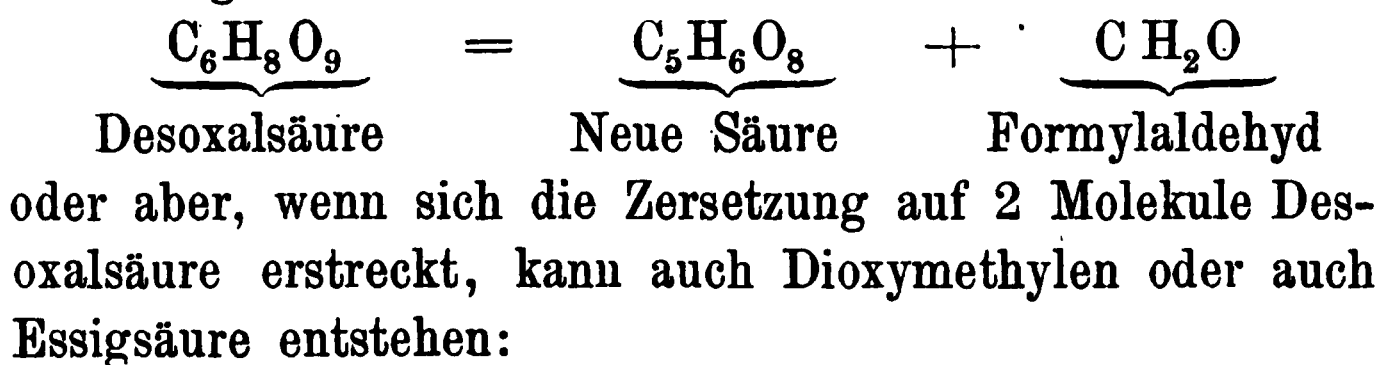 C₆H₈O₉ = C₅H₆O₈ + C H₂O
Desoxalsäure Neue Säure Formylaldehyd
oder aber, wenn sich die Zersetzung auf 2 Molekule Des-
oxalsäure erstreckt, kann auch Dioxymethylen oder auch
Essigsäure entstehen: